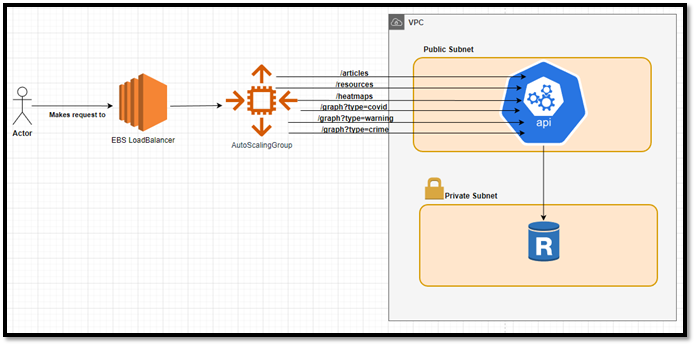 VPC
Public Subnet
/articles
/resources
/heatmaps
/graph?type=covid
/graph?type=warning
/graph?type=crime
api
Makes request to
Actor
EBS LoadBalancer
AutoScalingGroup
Private Subnet
R